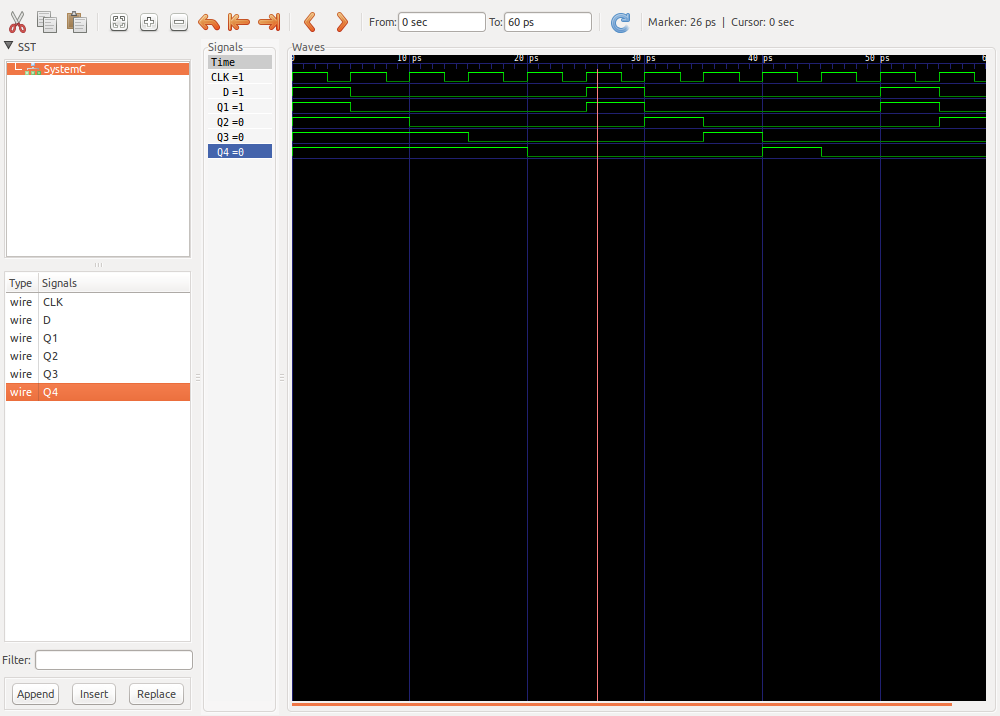 From: 0 sec To: 60 ps Marker: 26 ps | Cursor: 0 sec
SST
SystemC
Type Signals
wire CLK
wire D
wire Q1
wire Q2
wire Q3
wire Q4
Filter:
Append Insert Replace
Signals
Time
CLK =1
D =1
Q1 =1
Q2 =0
Q3 =0
Q4 =0
Waves
0 10 ps 20 ps 30 ps 40 ps 50 ps